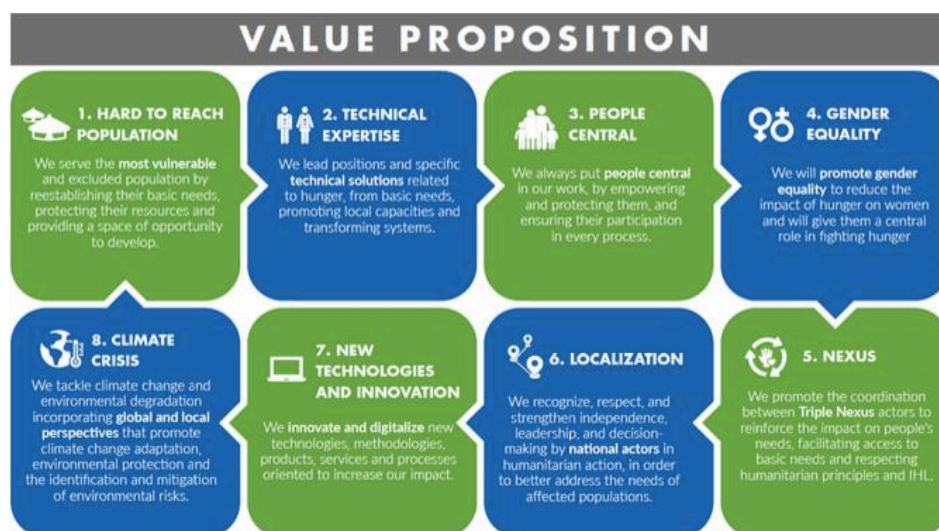 VALUE PROPOSITION
1. HARD TO REACH
POPULATION
We serve the most vulnerable
and excluded population by
reestablishing their basic needs,
protecting their resources and
providing a space of opportunity
to develop.
2. TECHNICAL
EXPERTISE
We lead positions and specific
technical solutions related
to hunger, from basic needs,
promoting local capacities and
transforming systems.
3. PEOPLE
CENTRAL
We always put people central
in our work, by empowering
and protecting them, and
ensuring their participation
in every process.
4. GENDER
EQUALITY
We will promote gender
equality to reduce the
impact of hunger on women
and will give them a central
role in fighting hunger
5. NEXUS
We promote the coordination
between Triple Nexus actors to
reinforce the impact on people's
needs, facilitating access to
basic needs and respecting
humanitarian principles and IHL.
6. LOCALIZATION
We recognize, respect, and
strengthen independence,
leadership, and decision-
making by national actors in
humanitarian action, in order
to better address the needs of
affected populations.
7. NEW
TECHNOLOGIES
AND INNOVATION
We innovate and digitalize new
technologies, methodologies,
products, services and processes
oriented to increase our impact.
8. CLIMATE
CRISIS
We tackle climate change and
environmental degradation
incorporating global and local
perspectives that promote
climate change adaptation,
environmental protection and
the identification and mitigation
of environmental risks.